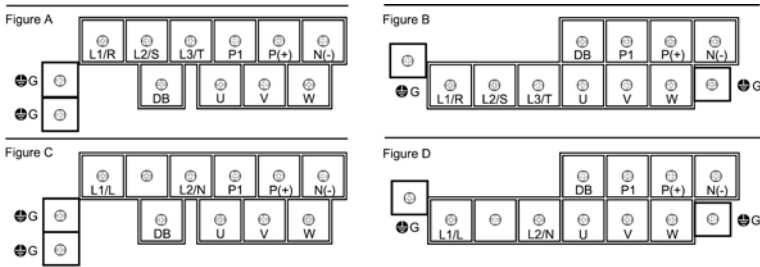 Figure A
L1/R L2/S L3/T P1 P(+) N(-)
G
DB U V W
G
Figure B
DB P1 P(+) N(-)
G L1/R L2/S L3/T U V W G
Figure C
L1/L L2/N P1 P(+) N(-)
G
DB U V W
G
Figure D
DB P1 P(+) N(-)
G L1/L L2/N U V W G